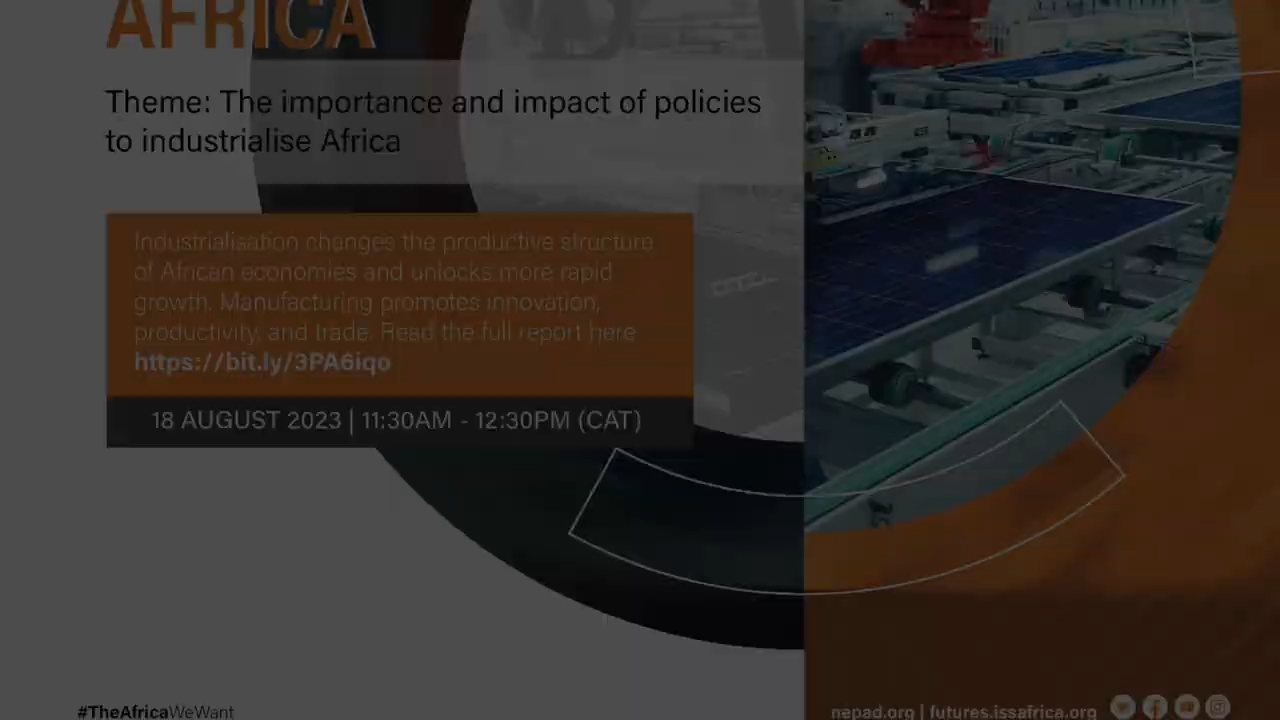 AFRICA
Theme: The importance and impact of policies
to industrialise Africa
Industrialisation changes the productive structure
of African economies and unlocks more rapid
growth. Manufacturing promotes innovation,
productivity, and trade. Read the full report here
https://bit.ly/3PA6iqo
18 AUGUST 2023 | 11:30AM - 12:30PM (CAT)
#TheAfricaWeWant
nepad.org | futures.issafrica.org